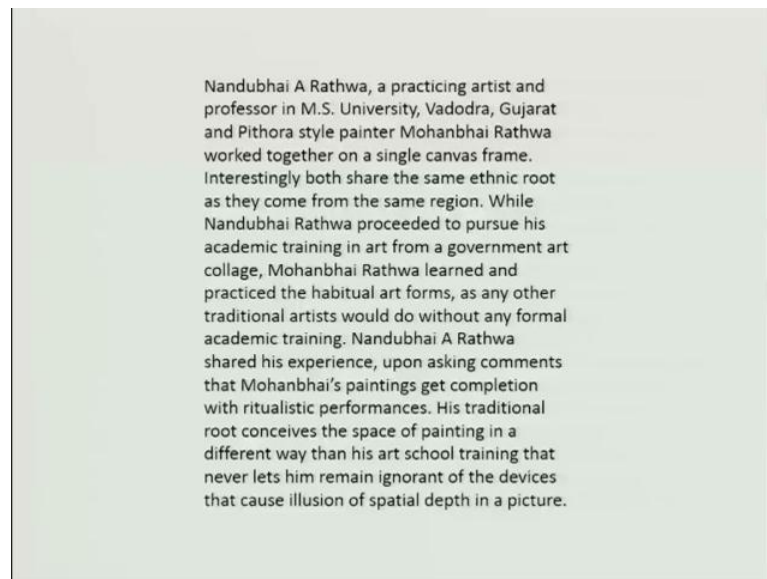 Nandubhai A Rathwa, a practicing artist and
professor in M.S. University, Vadodra, Gujarat
and Pithora style painter Mohanbhai Rathwa
worked together on a single canvas frame.
Interestingly both share the same ethnic root
as they come from the same region. While
Nandubhai Rathwa proceeded to pursue his
academic training in art from a government art
collage, Mohanbhai Rathwa learned and
practiced the habitual art forms, as any other
traditional artists would do without any formal
academic training. Nandubhai A Rathwa
shared his experience, upon asking comments
that Mohanbhai’s paintings get completion
with ritualistic performances. His traditional
root conceives the space of painting in a
different way than his art school training that
never lets him remain ignorant of the devices
that cause illusion of spatial depth in a picture.